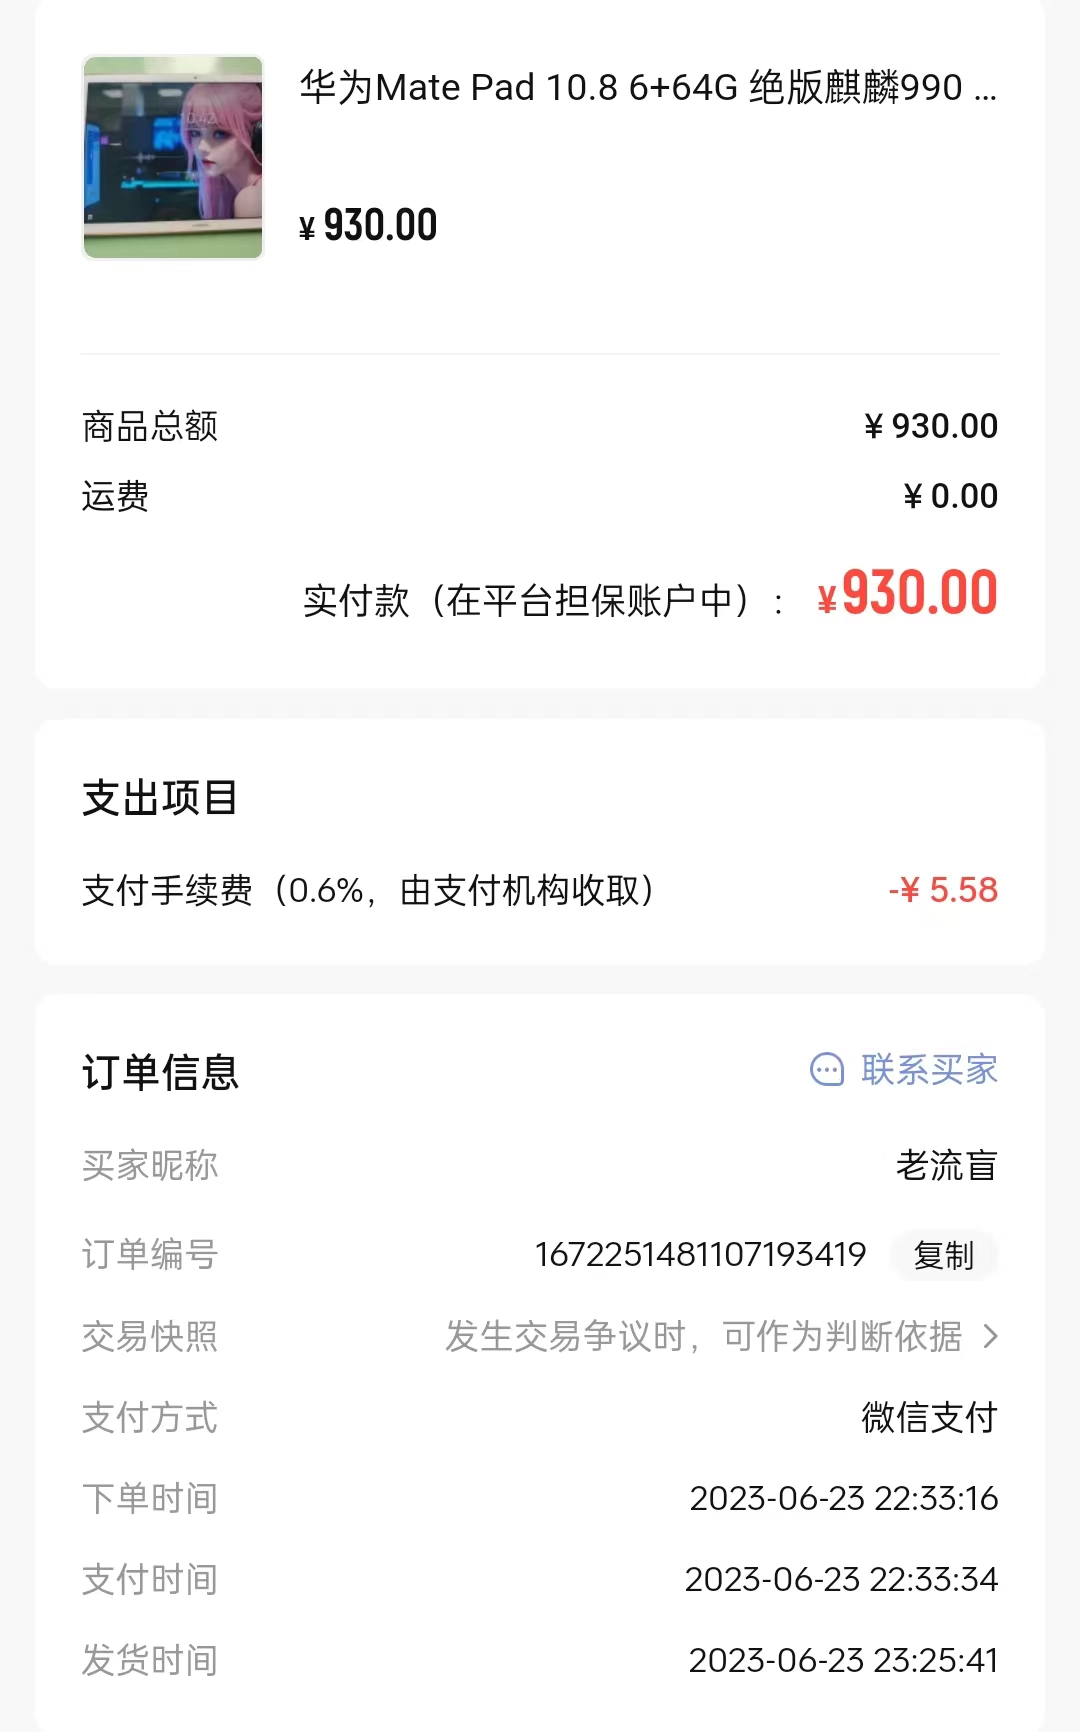 华为Mate Pad 10.8 6+64G 绝版麒麟990 ...
¥ 930.00
商品总额 ¥ 930.00
运费 ¥ 0.00
实付款（在平台担保账户中）： ¥930.00
支出项目
支付手续费（0.6%，由支付机构收取） -¥ 5.58
订单信息 联系买家
买家昵称 老流盲
订单编号 1672251481107193419 复制
交易快照 发生交易争议时，可作为判断依据 >
支付方式 微信支付
下单时间 2023-06-23 22:33:16
支付时间 2023-06-23 22:33:34
发货时间 2023-06-23 23:25:41